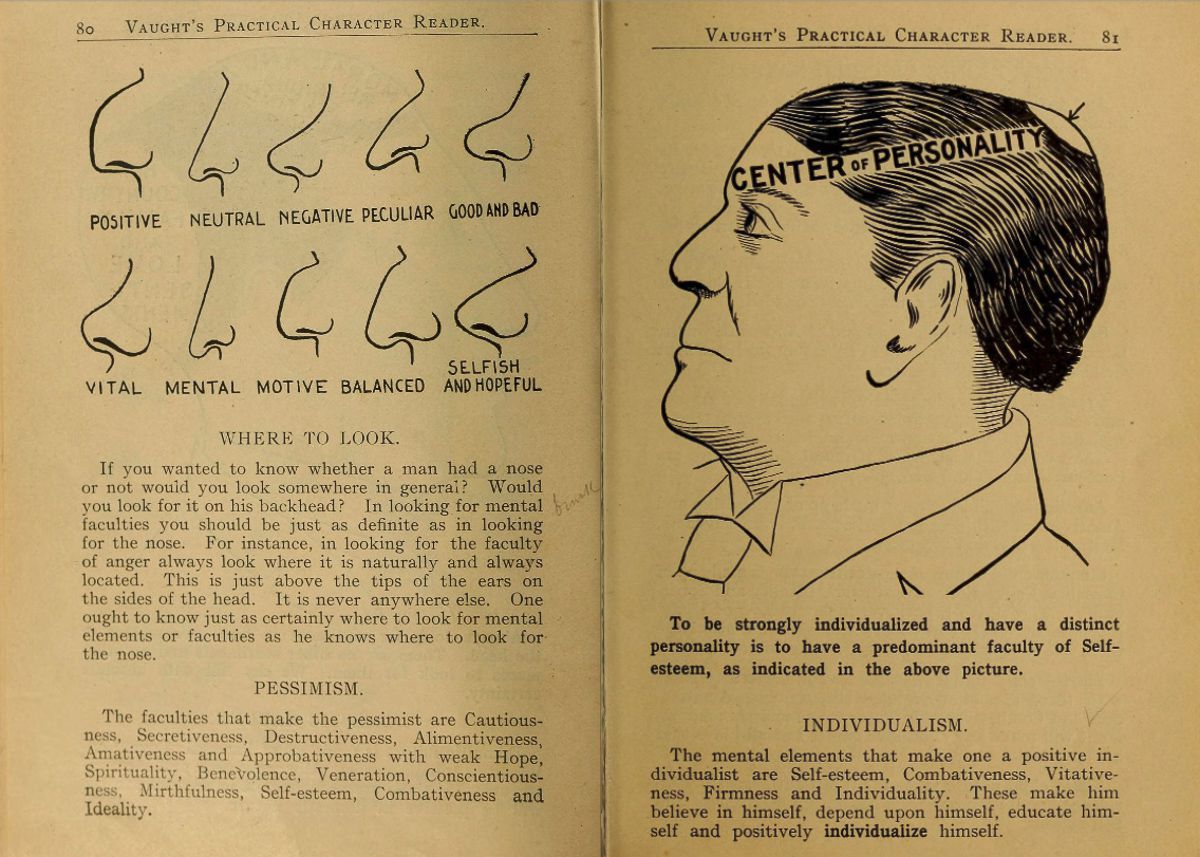 80 VAUGHT'S PRACTICAL CHARACTER READER.
POSITIVE NEUTRAL NEGATIVE PECULIAR GOOD AND BAD
VITAL MENTAL MOTIVE BALANCED SELFISH AND HOPEFUL
WHERE TO LOOK.
If you wanted to know whether a man had a nose
or not would you look somewhere in general? Would
you look for it on his backhead? In looking for mental
faculties you should be just as definite as in looking
for the nose. For instance, in looking for the faculty
of anger always look where it is naturally and always
located. This is just above the tips of the ears on
the sides of the head. It is never anywhere else. One
ought to know just as certainly where to look for mental
elements or faculties as he knows where to look for
the nose.
PESSIMISM.
The faculties that make the pessimist are Cautious-
ness, Secretiveness, Destructiveness, Alimentiveness,
Amativeness and Approbativeness with weak Hope,
Spirituality, Benevolence, Veneration, Conscientious-
ness, Mirthfulness, Self-esteem, Combativeness and
Ideality.
VAUGHT'S PRACTICAL CHARACTER READER. 81
CENTER OF PERSONALITY
To be strongly individualized and have a distinct
personality is to have a predominant faculty of Self-
esteem, as indicated in the above picture.
INDIVIDUALISM.
The mental elements that make one a positive in-
dividualist are Self-esteem, Combativeness, Vitative-
ness, Firmness and Individuality. These make him
believe in himself, depend upon himself, educate him-
self and positively individualize himself.